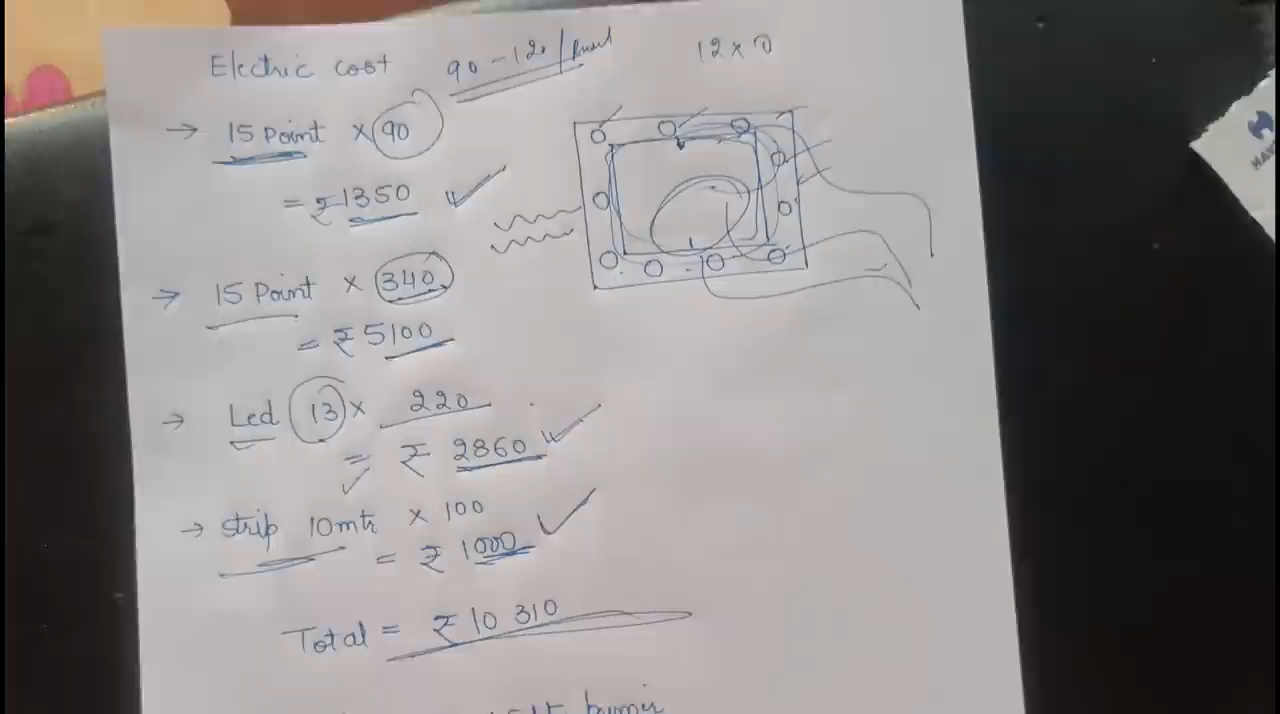 Electric cost 90 - 120/
12 x
→ 15 Point x 90
= ₹1350 ✓
→ 15 Point x 340
= ₹5100
→ Led 13 x 220
= ₹ 2860 ✓
→ strip 10mtr x 100
= ₹ 1000 ✓
Total = ₹10 310